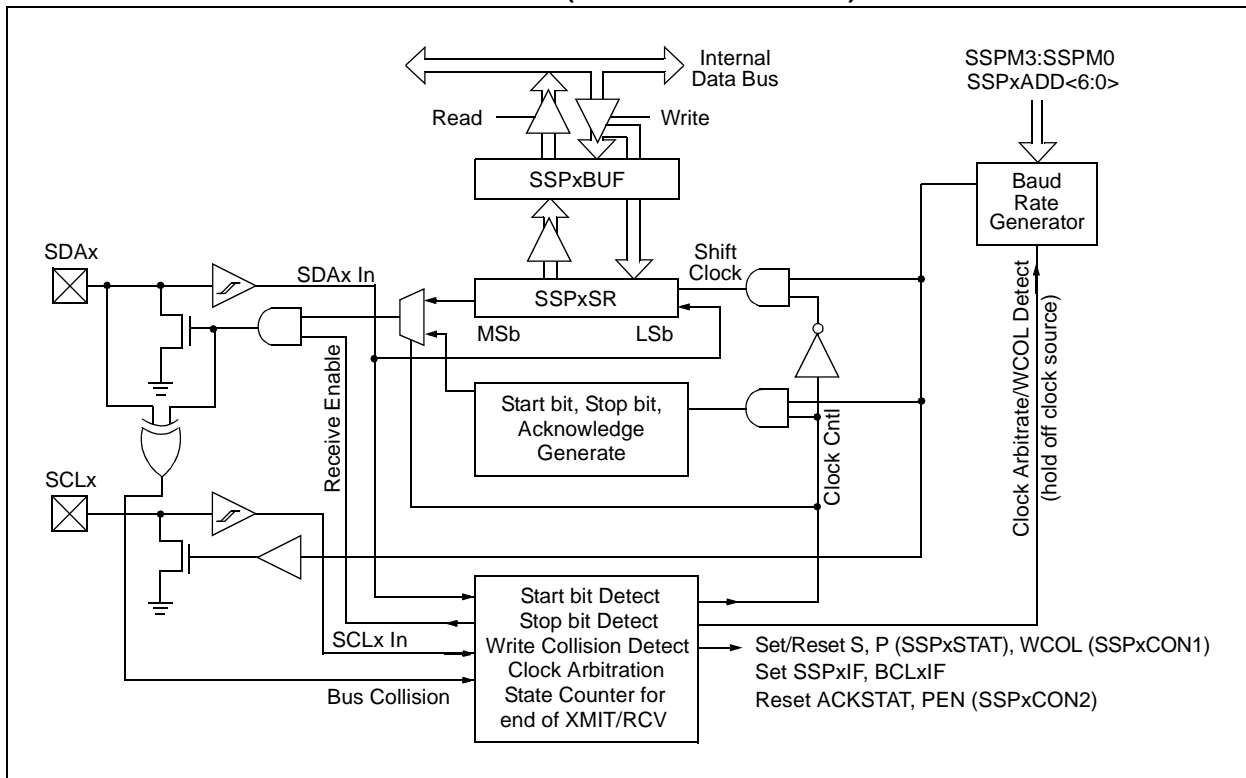 Internal
Data Bus
SSPM3:SSPM0
SSPxADD<6:0>
Read
Write
SSPxBUF
Baud
Rate
Generator
SDAx
SDAx In
Shift
Clock
SSPxSR
MSb
LSb
Receive Enable
Start bit, Stop bit,
Acknowledge
Generate
Clock Cntl
Clock Arbitrate/WCOL Detect
(hold off clock source)
SCLx
SCLx In
Bus Collision
Start bit Detect
Stop bit Detect
Write Collision Detect
Clock Arbitration
State Counter for
end of XMIT/RCV
Set/Reset S, P (SSPxSTAT), WCOL (SSPxCON1)
Set SSPxIF, BCLxIF
Reset ACKSTAT, PEN (SSPxCON2)